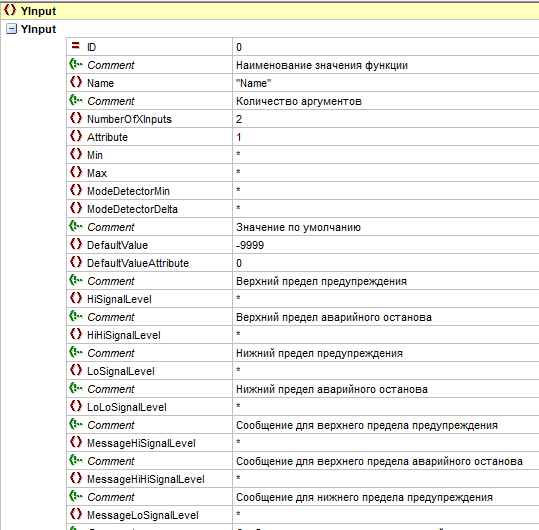 YInput
YInput
ID 0
Comment Наименование значения функции
Name "Name"
Comment Количество аргументов
NumberOfXInputs 2
Attribute 1
Min *
Max *
ModeDetectorMin *
ModeDetectorDelta *
Comment Значение по умолчанию
DefaultValue -9999
DefaultValueAttribute 0
Comment Верхний предел предупреждения
HiSignalLevel *
Comment Верхний предел аварийного останова
HiHiSignalLevel *
Comment Нижний предел предупреждения
LoSignalLevel *
Comment Нижний предел аварийного останова
LoLoSignalLevel *
Comment Сообщение для верхнего предела предупреждения
MessageHiSignalLevel *
Comment Сообщение для верхнего предела аварийного останова
MessageHiHiSignalLevel *
Comment Сообщение для нижнего предела предупреждения
MessageLoSignalLevel *